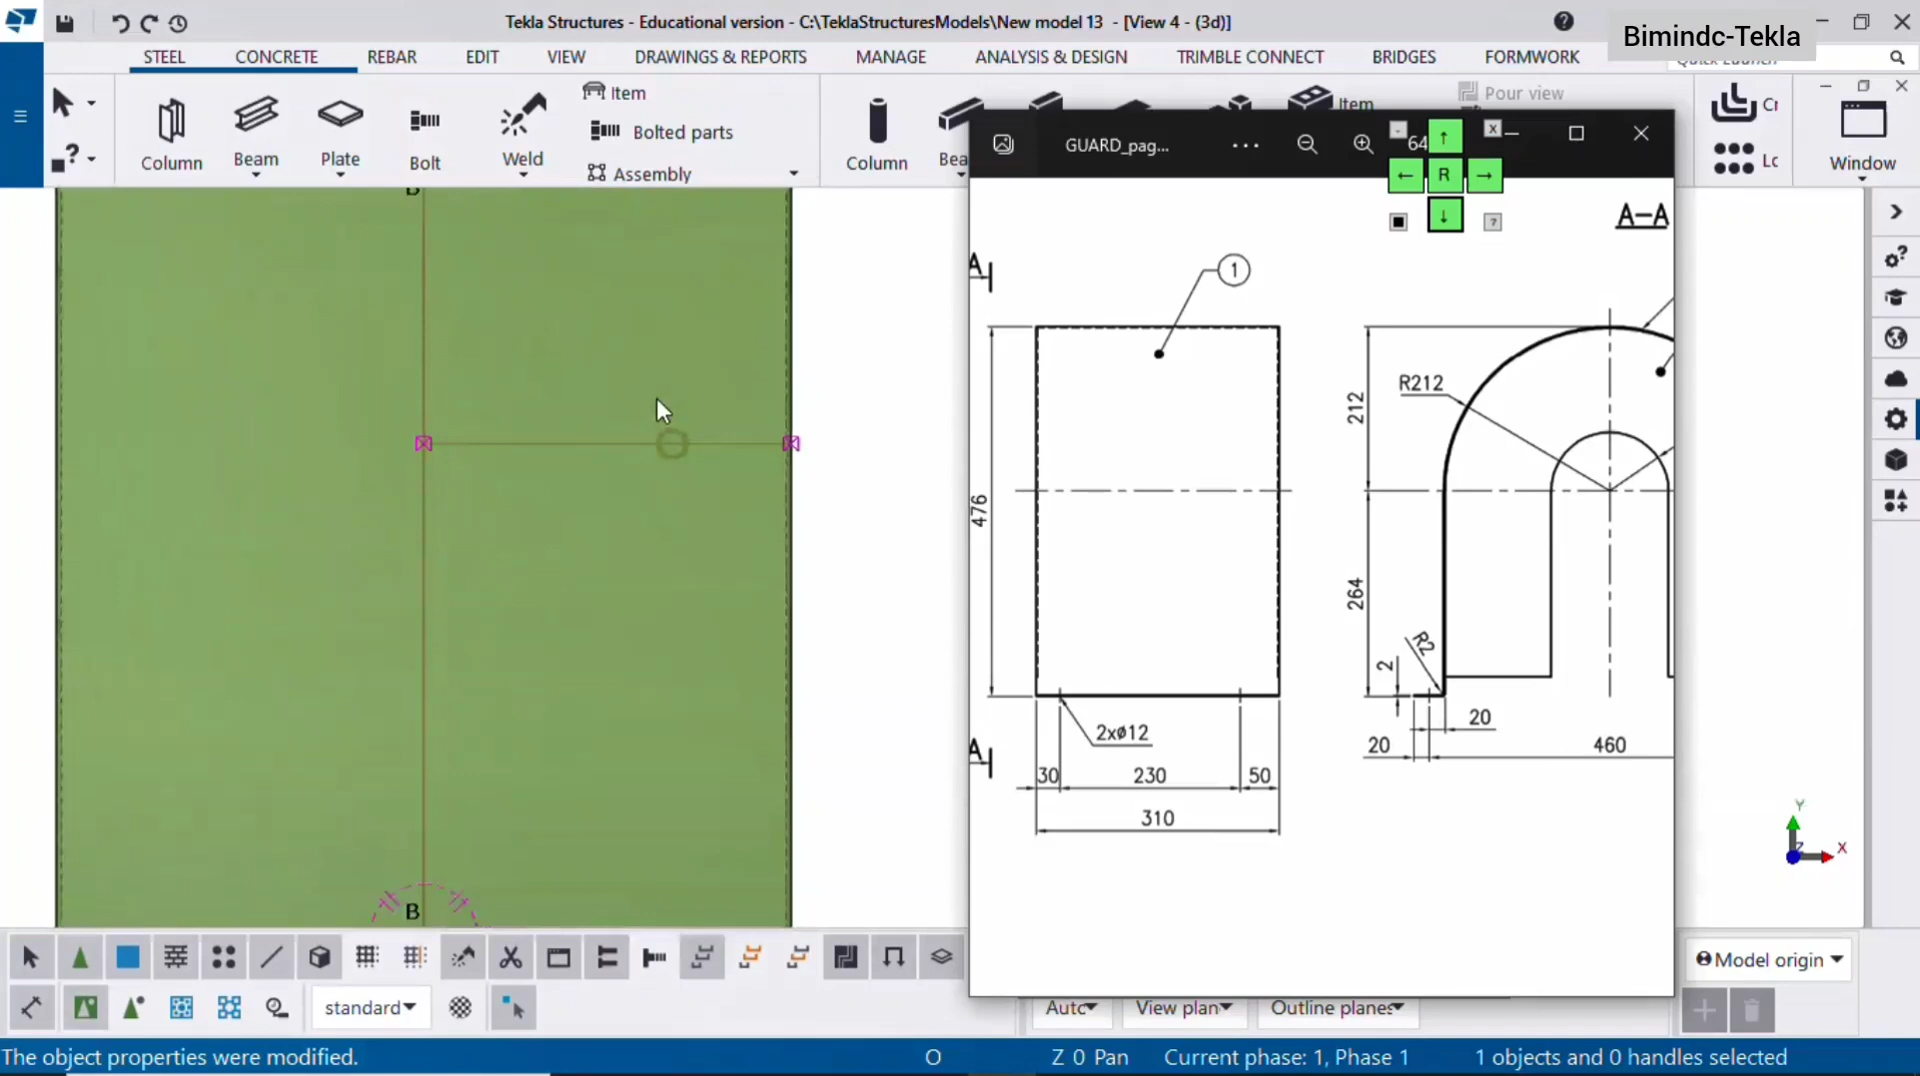 Tekla Structures - Educational version - C:\TeklaStructuresModels\New model 13 - [View 4 - (3d)]
Bimindc-Tekla
STEEL
CONCRETE
REBAR
EDIT
VIEW
DRAWINGS & REPORTS
MANAGE
ANALYSIS & DESIGN
TRIMBLE CONNECT
BRIDGES
FORMWORK
Column
Beam
Plate
Bolt
Weld
Item
Bolted parts
Assembly
Column
Item
Pour view
Window
GUARD_pag...
64
R
A-A
A
1
476
212
264
R212
R2
2
20
20
460
2xø12
A
30
230
50
310
B
B
Y
Z
X
standard
Model origin
Auto
View plan
Outline planes
The object properties were modified.
O
Z 0 Pan
Current phase: 1, Phase 1
1 objects and 0 handles selected